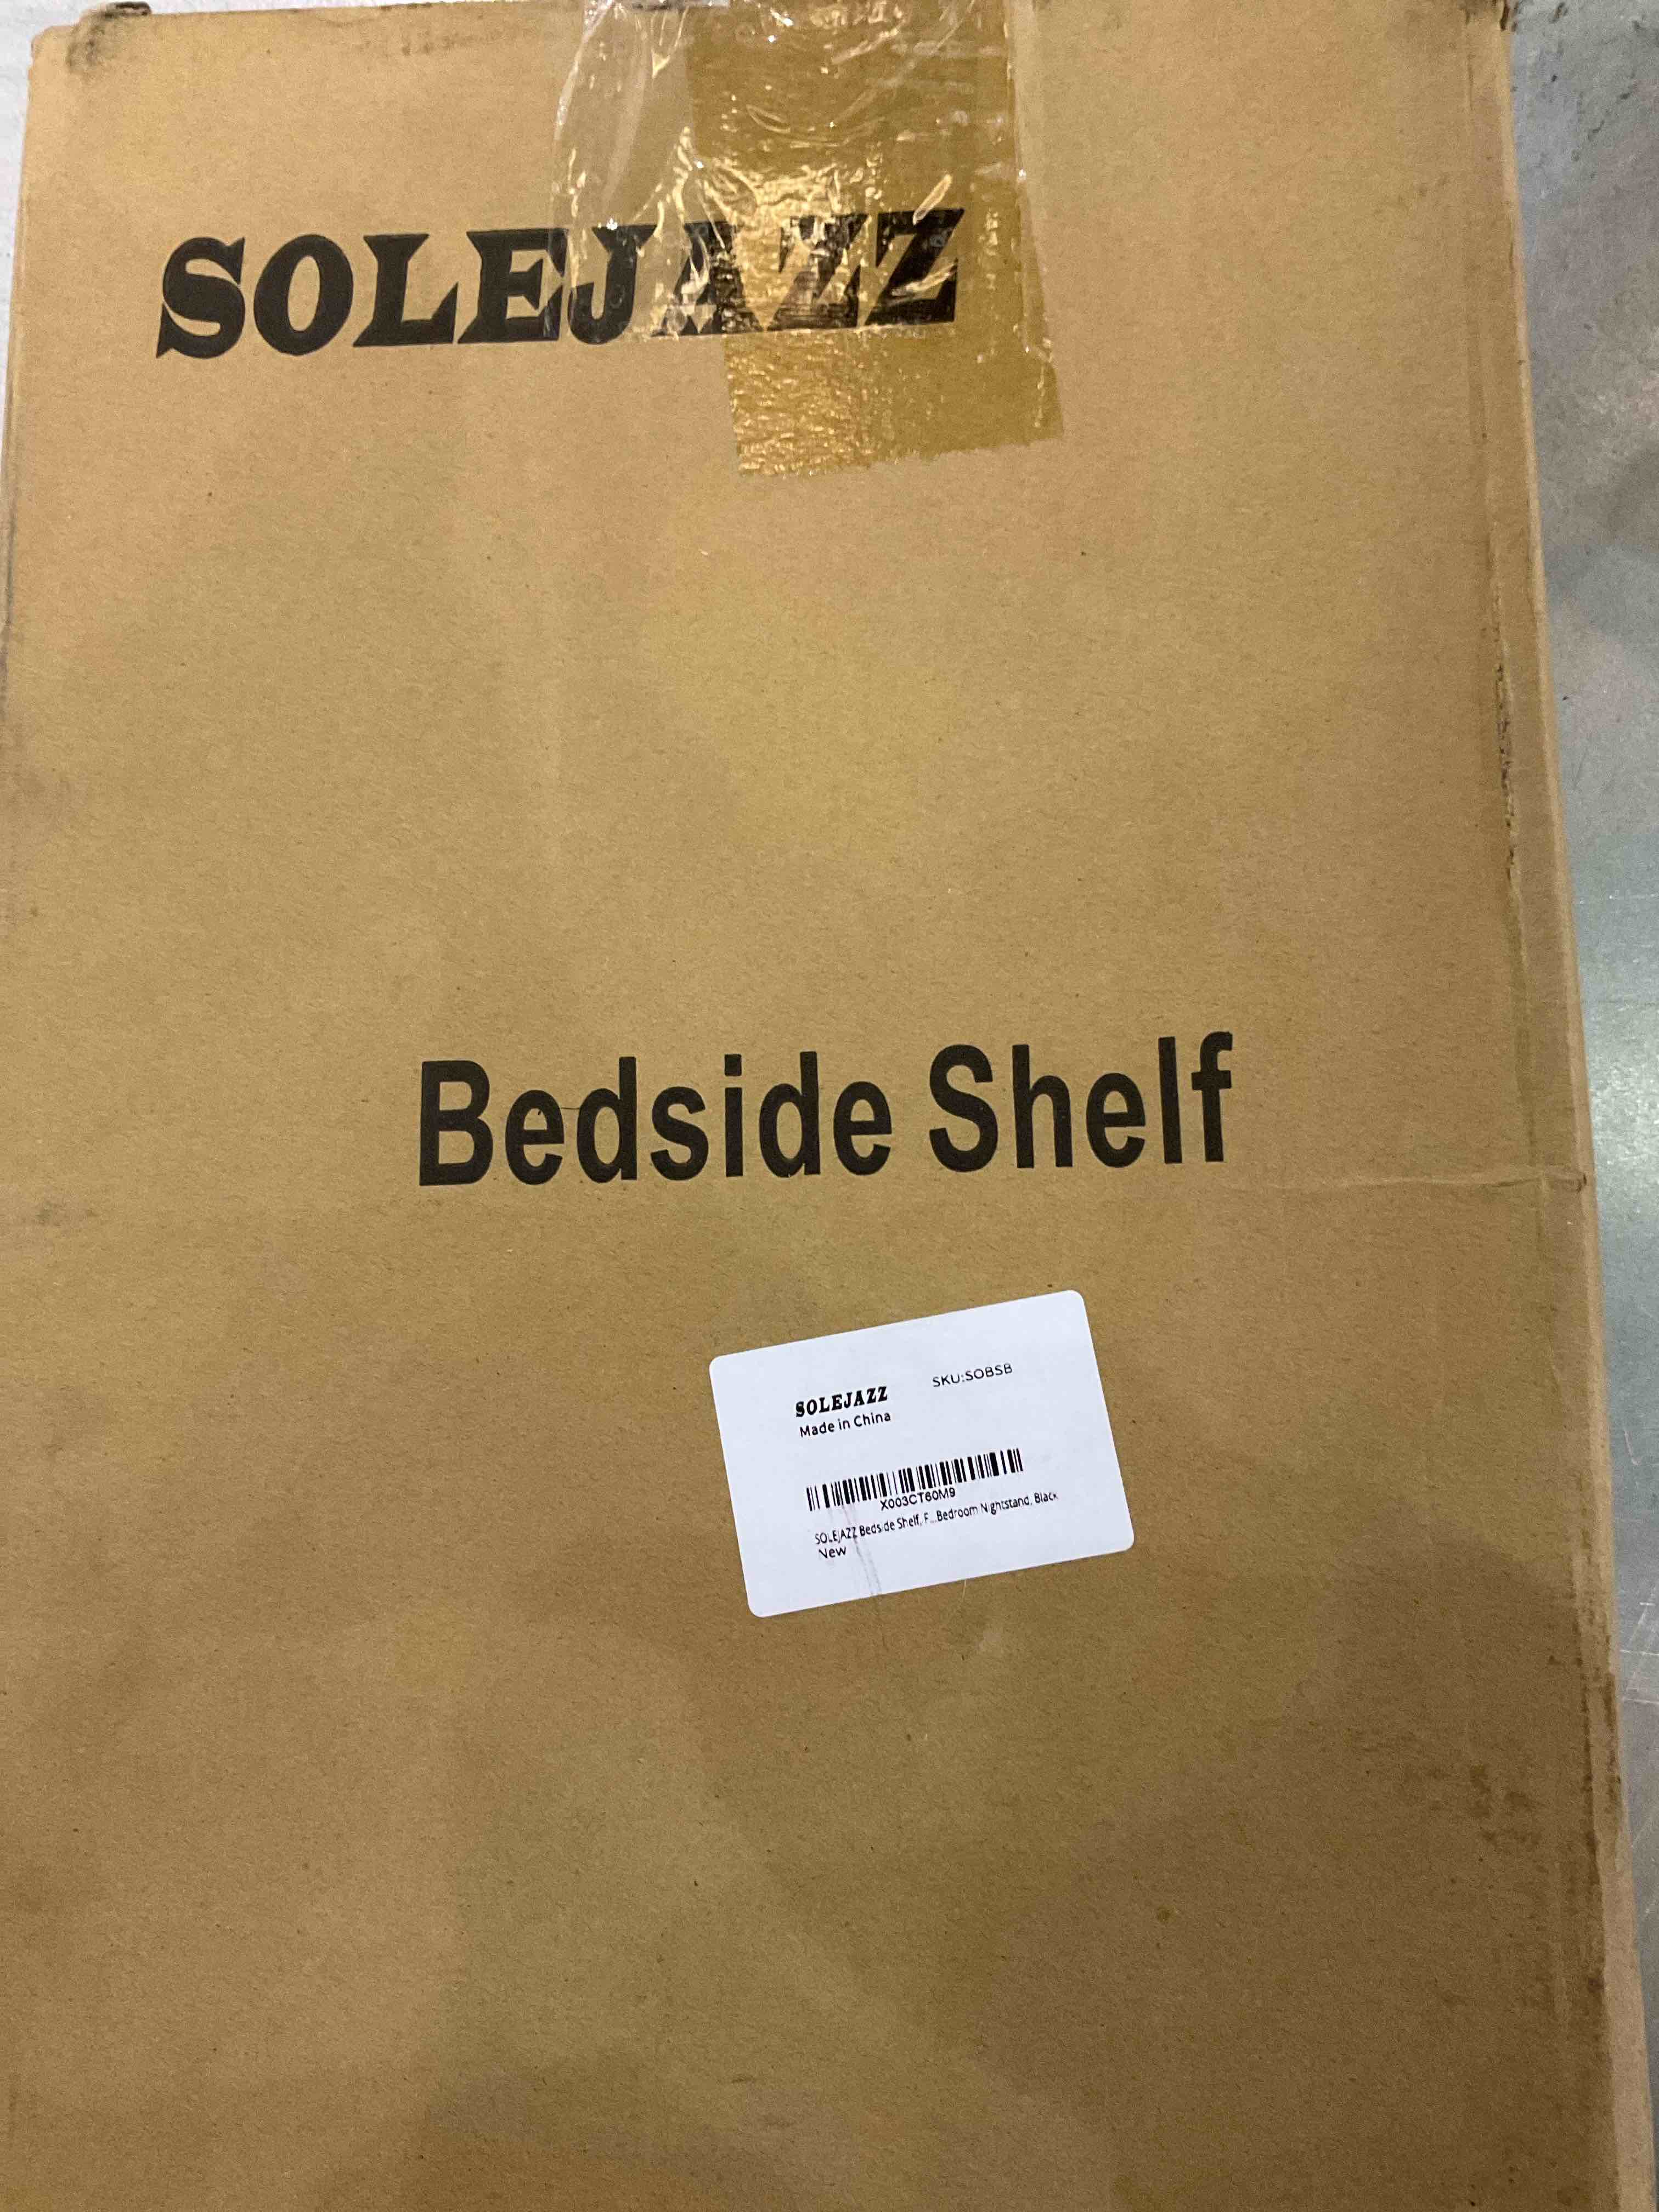 SOLEJAZZ
Bedside Shelf
SOLEJAZZ
SKU:SOBSB
Made in China
X003CT60M9
SOLEJAZZ Bedside Shelf, F...Bedroom Nightstand, Black
New